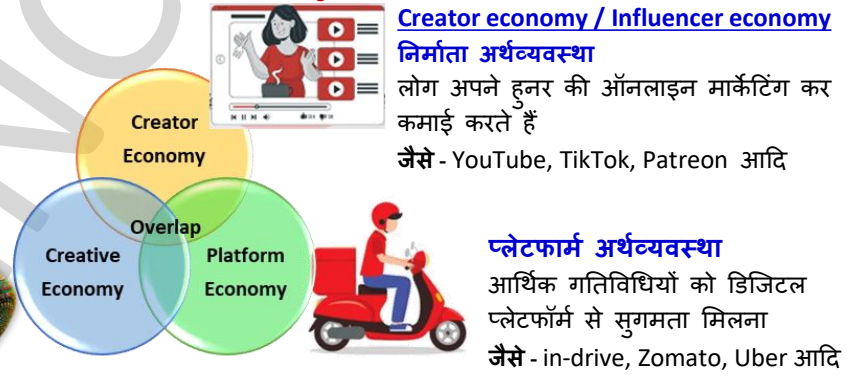 Creator economy / Influencer economy
निर्माता अर्थव्यवस्था
लोग अपने हुनर की ऑनलाइन मार्केटिंग कर
कमाई करते हैं
जैसे - YouTube, TikTok, Patreon आदि
Creator
Economy
Overlap
Creative
Economy
Platform
Economy
प्लेटफार्म अर्थव्यवस्था
आर्थिक गतिविधियों को डिजिटल
प्लेटफॉर्म से सुगमता मिलना
जैसे - in-drive, Zomato, Uber आदि